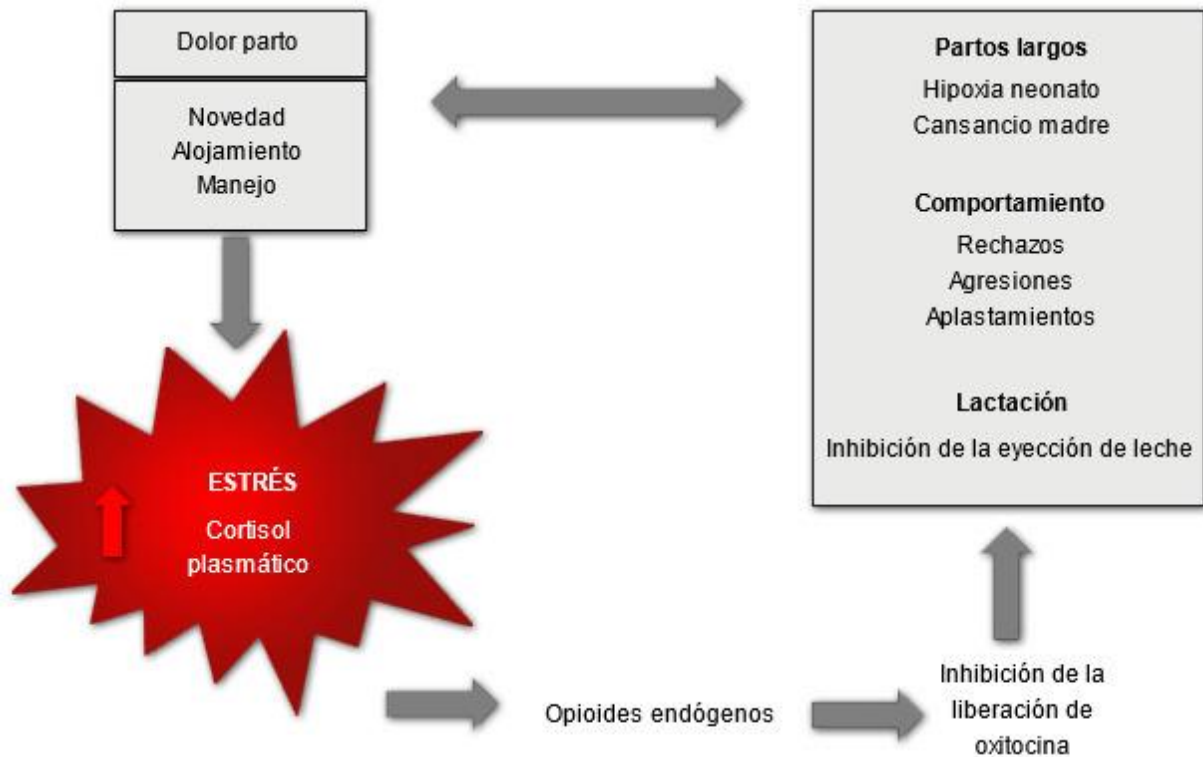 Dolor parto
Novedad
Alojamiento
Manejo
Partos largos
Hipoxia neonato
Cansancio madre
Comportamiento
Rechazos
Agresiones
Aplastamientos
Lactación
Inhibición de la eyección de leche
ESTRÉS
Cortisol
plasmático
Opioides endógenos
Inhibición de la
liberación de
oxitocina